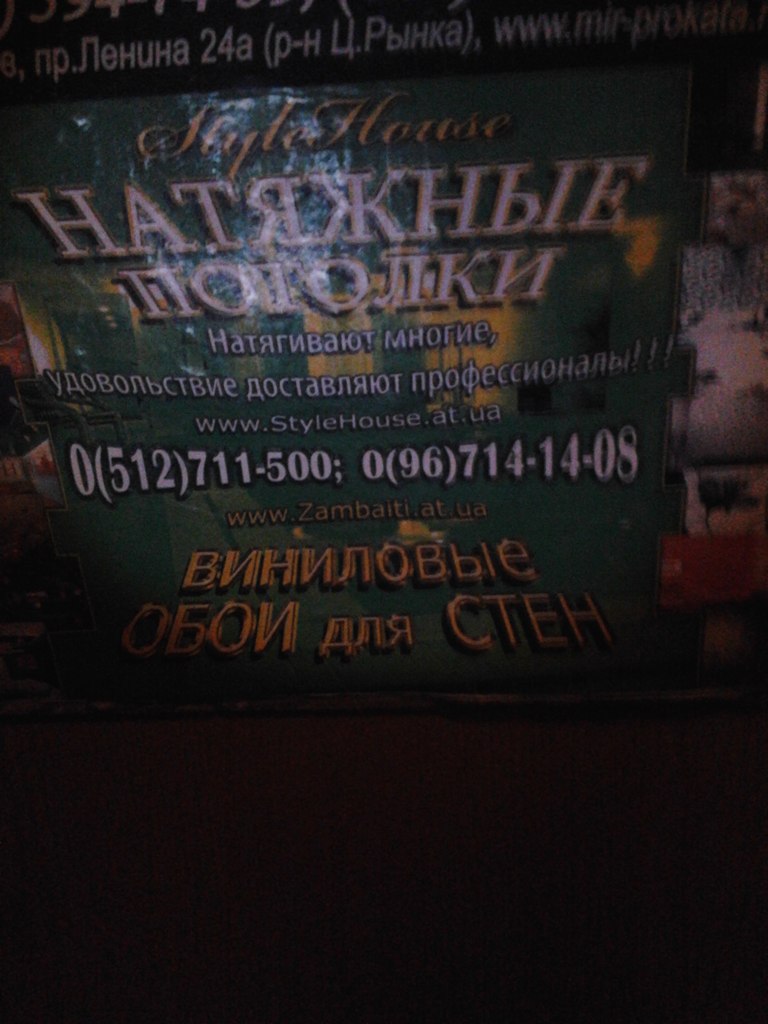 пр.Ленина 24а (р-н Ц.Рынка), www.mir-prokata.
StyleHouse
НАТЯЖНЫЕ
ПОТОЛКИ
Натягивают многие,
удовольствие доставляют профессионалы!!!
www.StyleHouse.at.ua
0(512)711-500; 0(96)714-14-08
www.Zambaiti.at.ua
ВИНИЛОВЫЕ
ОБОИ для СТЕН